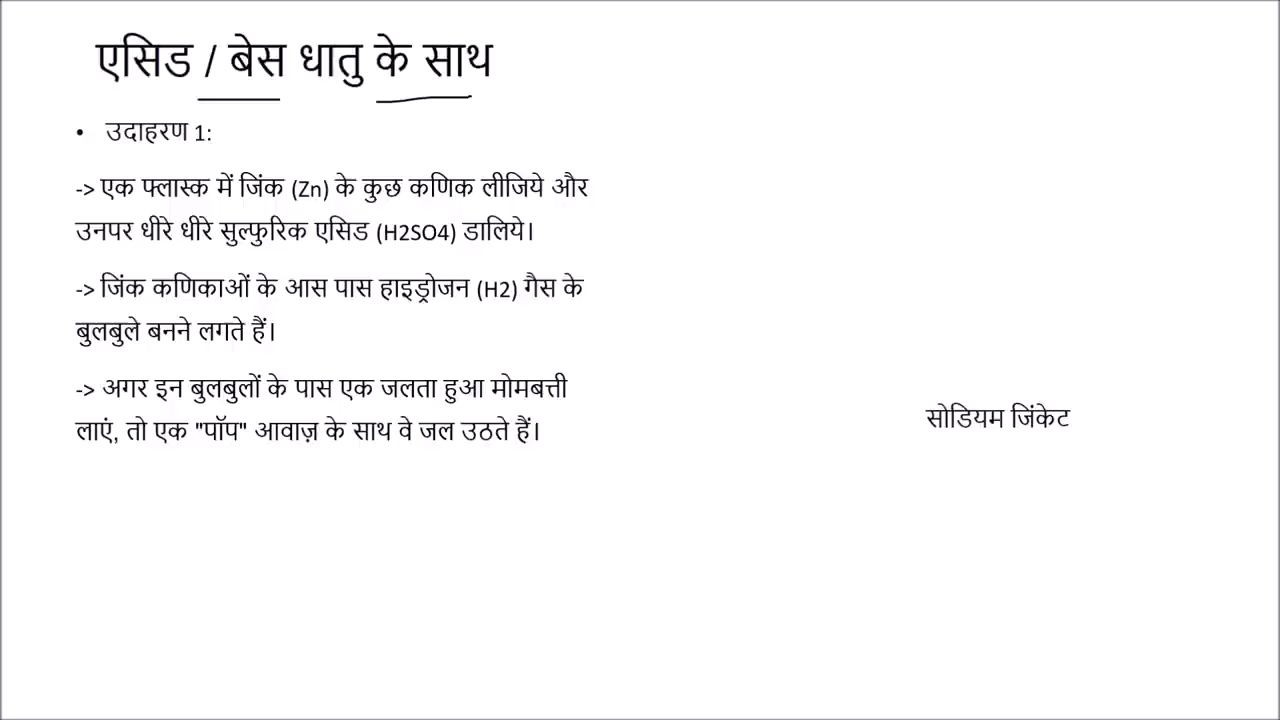 एसिड / बेस धातु के साथ
• उदाहरण 1:
-> एक फ्लास्क में जिंक (Zn) के कुछ कणिक लीजिये और
उनपर धीरे धीरे सुल्फुरिक एसिड (H2SO4) डालिये।
-> जिंक कणिकाओं के आस पास हाइड्रोजन (H2) गैस के
बुलबुले बनने लगते हैं।
-> अगर इन बुलबुलों के पास एक जलता हुआ मोमबत्ती
लाएं, तो एक "पॉप" आवाज़ के साथ वे जल उठते हैं।
सोडियम जिंकेट